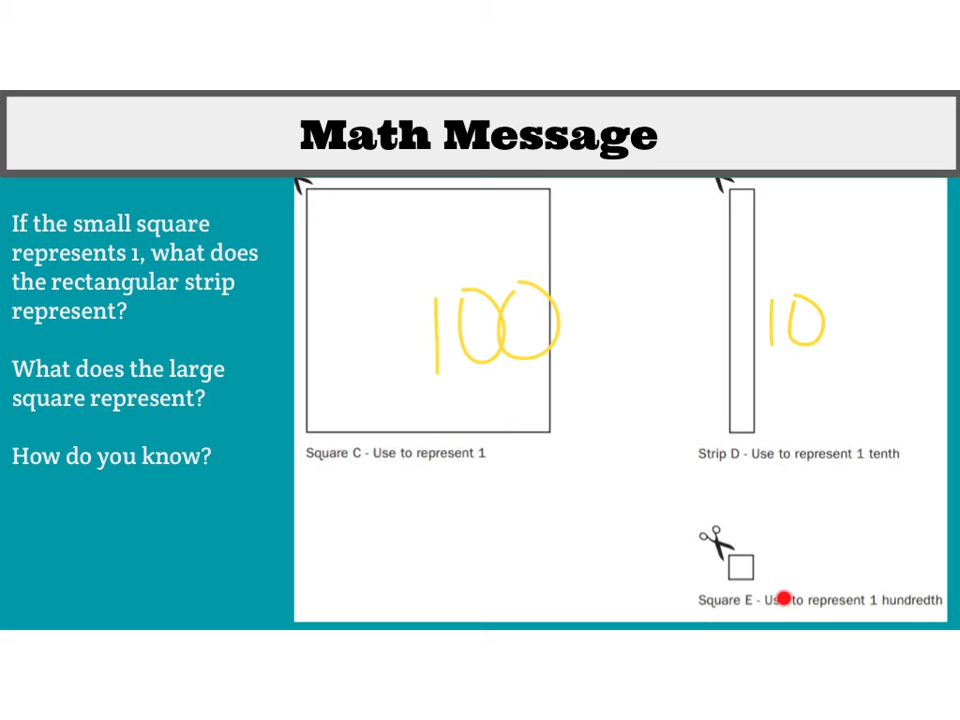 Math Message
If the small square
represents 1, what does
the rectangular strip
represent?
What does the large
square represent?
How do you know?
100
10
Square C - Use to represent 1
Strip D - Use to represent 1 tenth
Square E - Use to represent 1 hundredth